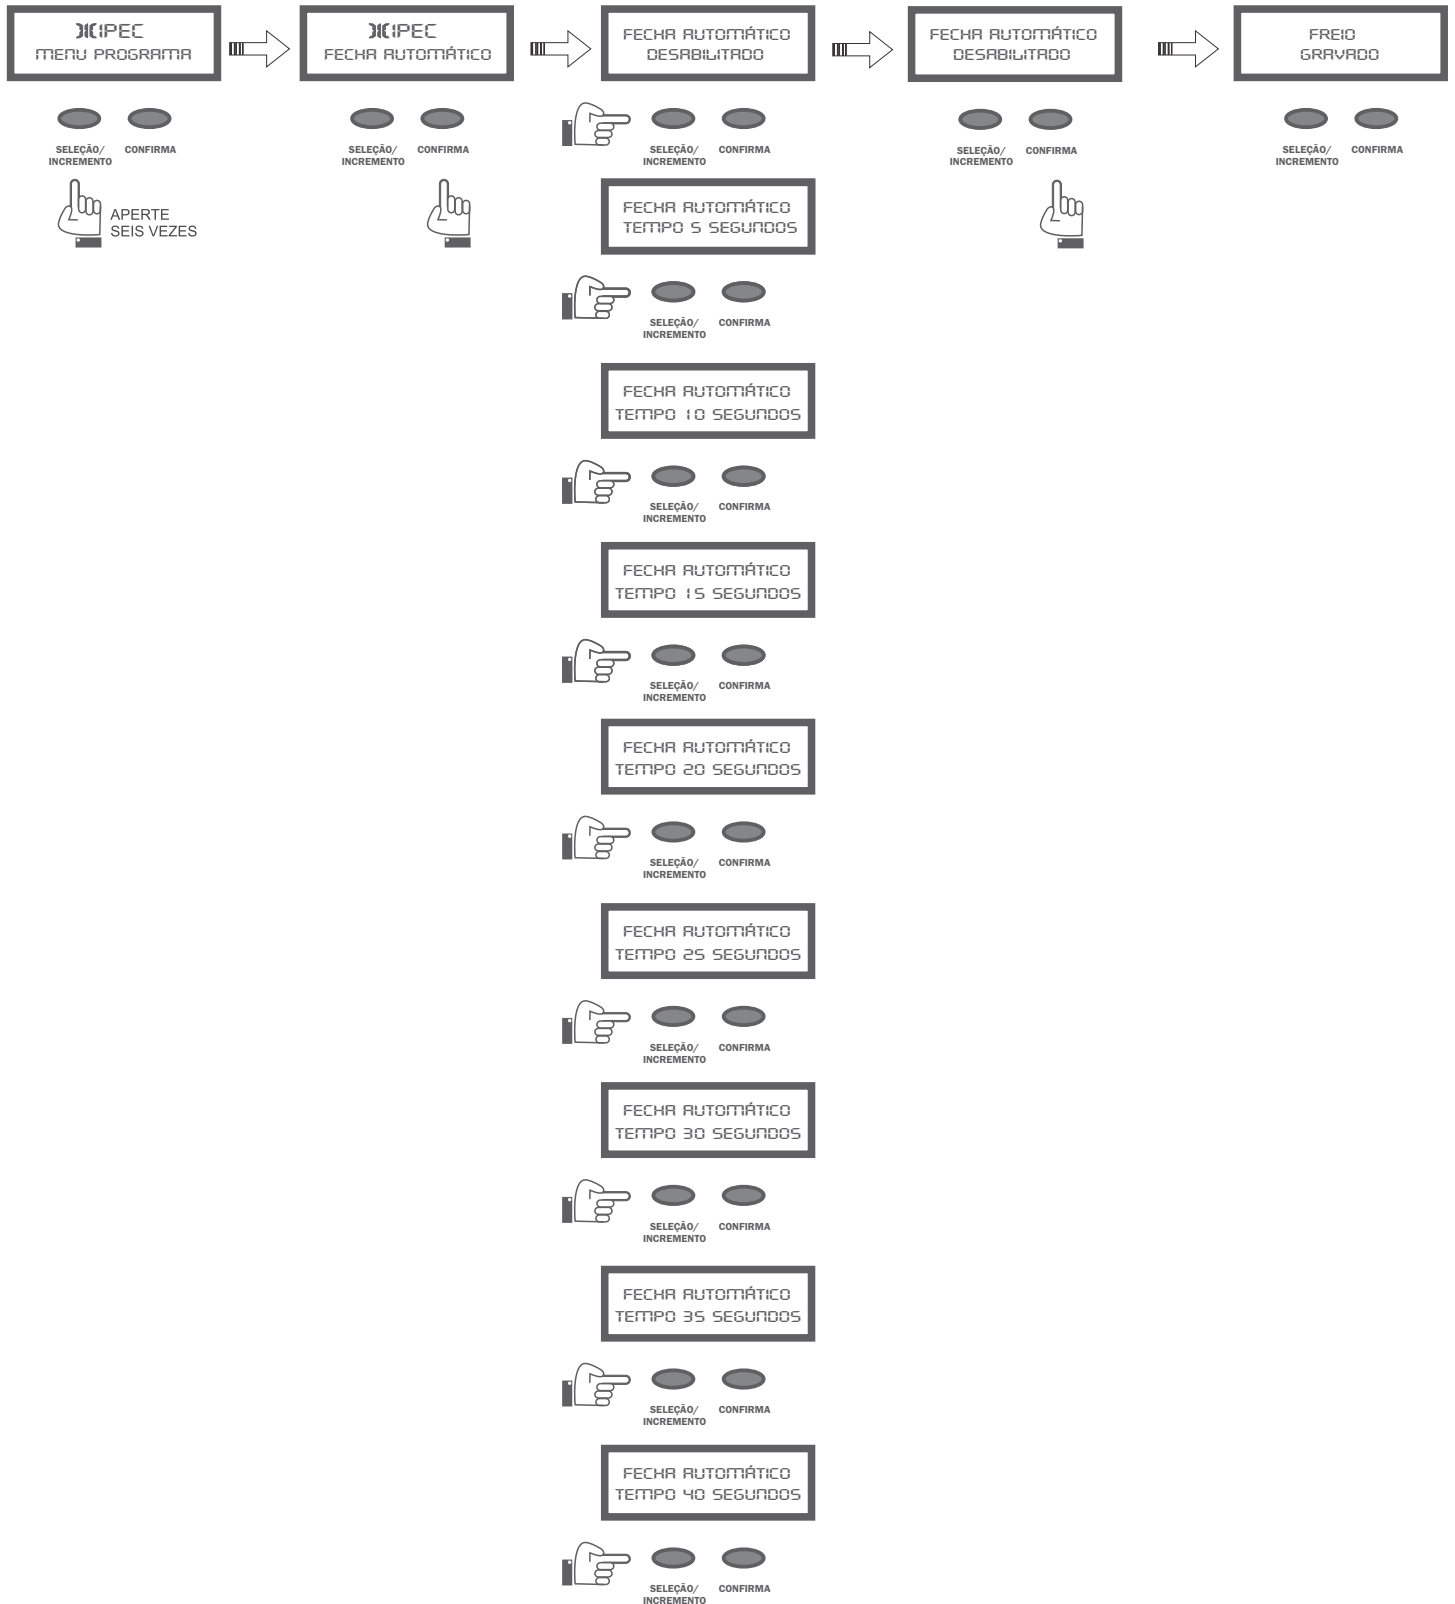 IPEC
MENU PROGRAMA
SELEÇÃO/
INCREMENTO
CONFIRMA
APERTE
SEIS VEZES
IPEC
FECHA AUTOMÁTICO
SELEÇÃO/
INCREMENTO
CONFIRMA
FECHA AUTOMÁTICO
DESABILITADO
SELEÇÃO/
INCREMENTO
CONFIRMA
FECHA AUTOMÁTICO
TEMPO 5 SEGUNDOS
SELEÇÃO/
INCREMENTO
CONFIRMA
FECHA AUTOMÁTICO
TEMPO 10 SEGUNDOS
SELEÇÃO/
INCREMENTO
CONFIRMA
FECHA AUTOMÁTICO
TEMPO 15 SEGUNDOS
SELEÇÃO/
INCREMENTO
CONFIRMA
FECHA AUTOMÁTICO
TEMPO 20 SEGUNDOS
SELEÇÃO/
INCREMENTO
CONFIRMA
FECHA AUTOMÁTICO
TEMPO 25 SEGUNDOS
SELEÇÃO/
INCREMENTO
CONFIRMA
FECHA AUTOMÁTICO
TEMPO 30 SEGUNDOS
SELEÇÃO/
INCREMENTO
CONFIRMA
FECHA AUTOMÁTICO
TEMPO 35 SEGUNDOS
SELEÇÃO/
INCREMENTO
CONFIRMA
FECHA AUTOMÁTICO
TEMPO 40 SEGUNDOS
SELEÇÃO/
INCREMENTO
CONFIRMA
FECHA AUTOMÁTICO
DESABILITADO
SELEÇÃO/
INCREMENTO
CONFIRMA
FREIO
GRAVADO
SELEÇÃO/
INCREMENTO
CONFIRMA